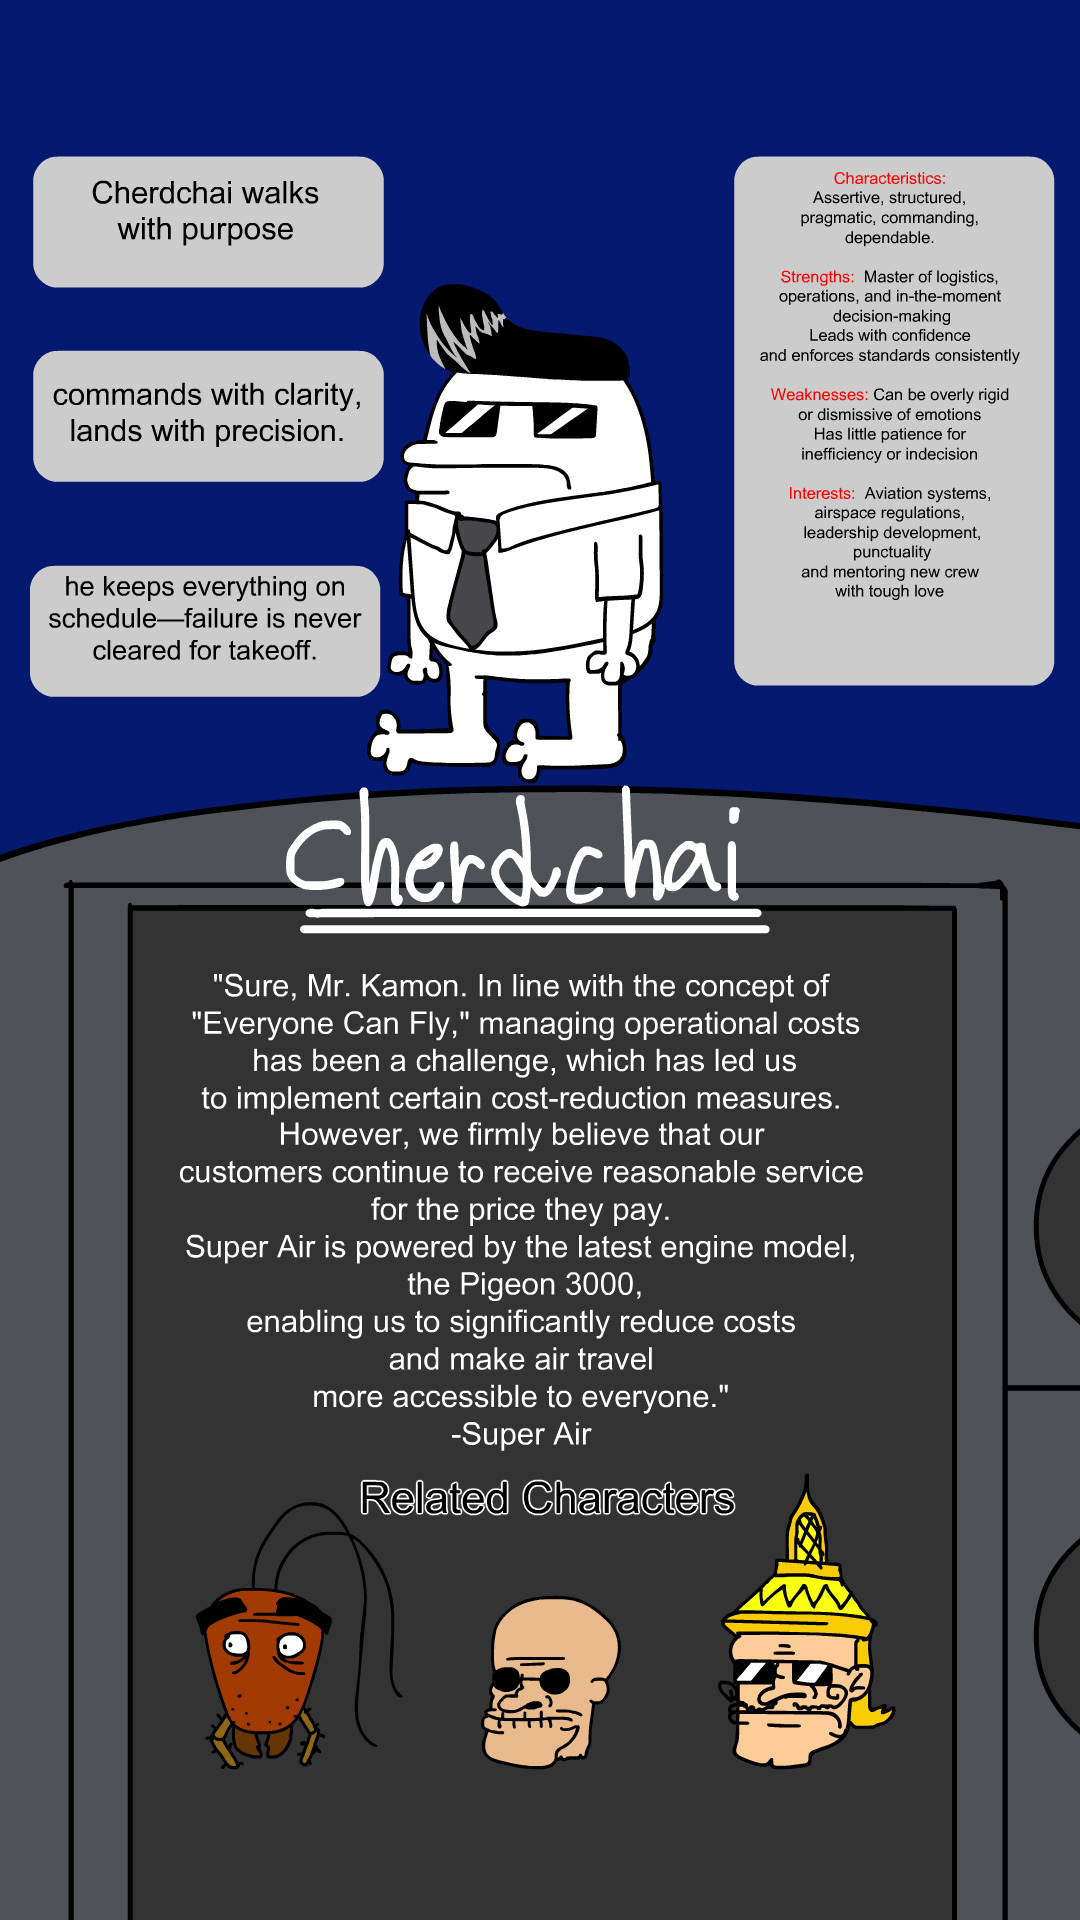 Cherdchai walks
with purpose
commands with clarity,
lands with precision.
he keeps everything on
schedule—failure is never
cleared for takeoff.
Characteristics:
Assertive, structured,
pragmatic, commanding,
dependable.
Strengths: Master of logistics,
operations, and in-the-moment
decision-making
Leads with confidence
and enforces standards consistently
Weaknesses: Can be overly rigid
or dismissive of emotions
Has little patience for
inefficiency or indecision
Interests: Aviation systems,
airspace regulations,
leadership development,
punctuality
and mentoring new crew
with tough love
Cherdchai
"Sure, Mr. Kamon. In line with the concept of
"Everyone Can Fly," managing operational costs
has been a challenge, which has led us
to implement certain cost-reduction measures.
However, we firmly believe that our
customers continue to receive reasonable service
for the price they pay.
Super Air is powered by the latest engine model,
the Pigeon 3000,
enabling us to significantly reduce costs
and make air travel
more accessible to everyone."
-Super Air
Related Characters